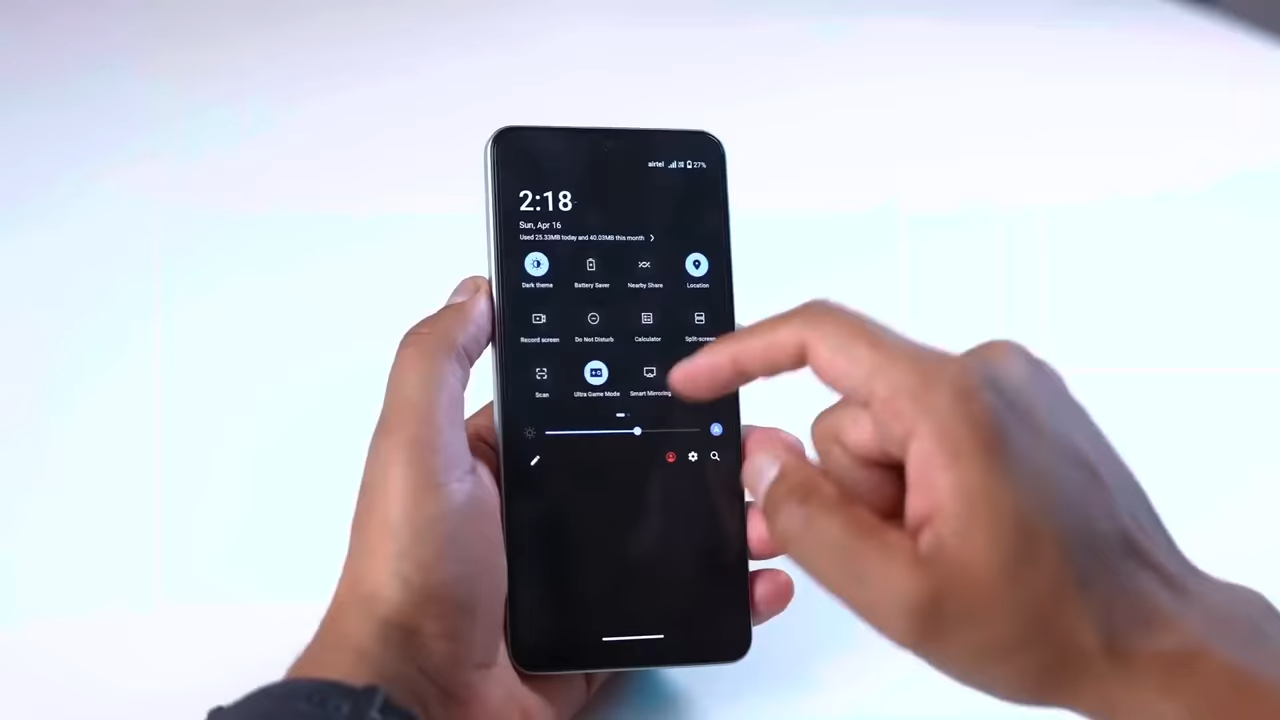 airtel 27%
2:18
Sun, Apr 16
Used 25.33MB today and 40.03MB this month
Dark theme Battery Saver Nearby Share Location
Record screen Do Not Disturb Calculator Split-screen
Scan Ultra Game Mode Smart Mirroring
A